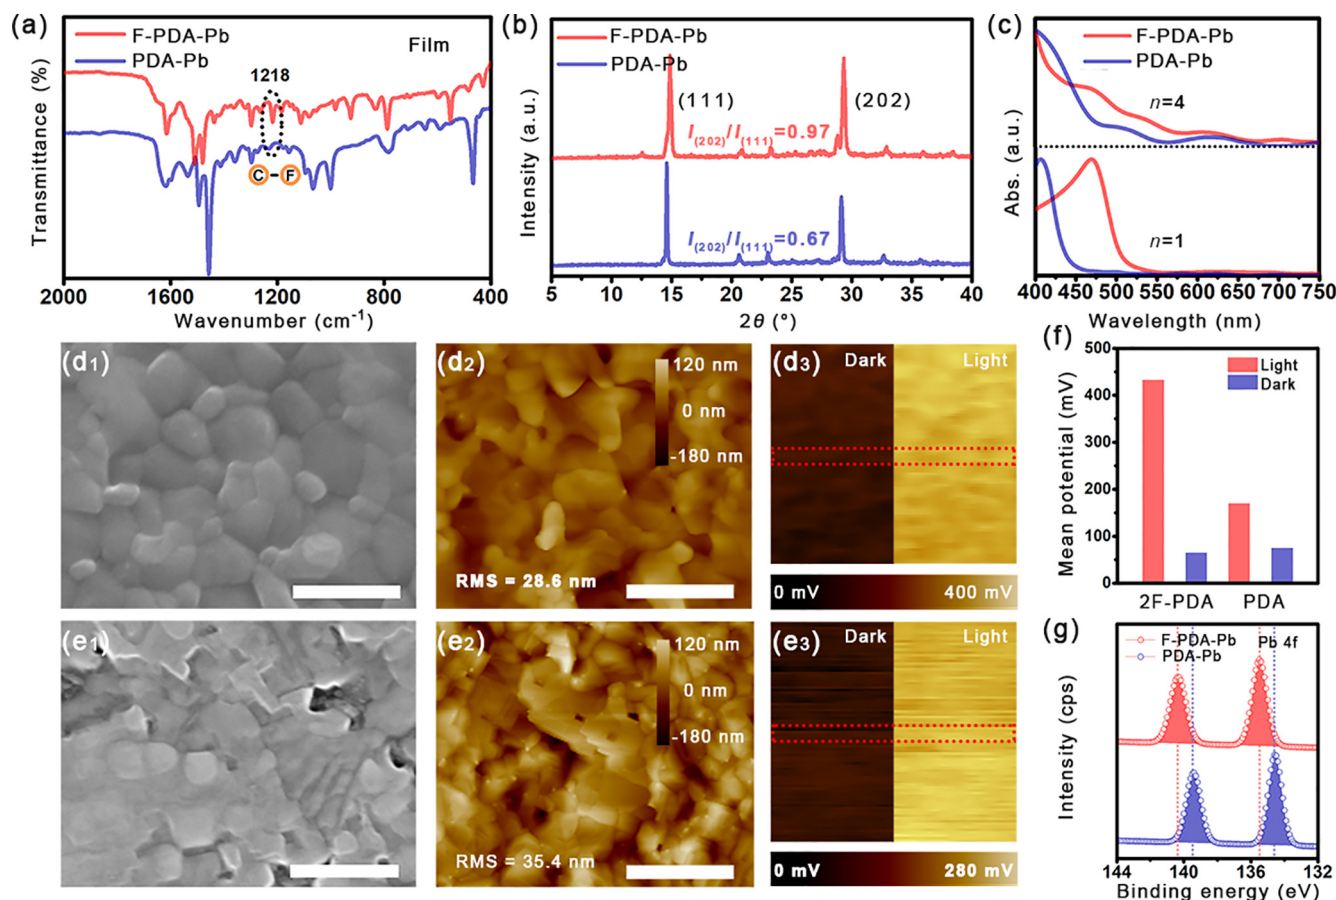 (a)
F-PDA-Pb
PDA-Pb
Film
1218
C - F
Transmittance (%)
2000 1600 1200 800 400
Wavenumber (cm-1)
(b)
F-PDA-Pb
PDA-Pb
(111)
(202)
I(202)/I(111)=0.97
I(202)/I(111)=0.67
Intensity (a.u.)
5 10 15 20 25 30 35 40
2θ (°)
(c)
F-PDA-Pb
PDA-Pb
n=4
n=1
Abs. (a.u.)
400 450 500 550 600 650 700 750
Wavelength (nm)
(d1)
(d2)
120 nm
0 nm
-180 nm
RMS = 28.6 nm
(d3)
Dark
Light
0 mV
400 mV
(e1)
(e2)
120 nm
0 nm
-180 nm
RMS = 35.4 nm
(e3)
Dark
Light
0 mV
280 mV
(f)
500
400
300
200
100
0
Mean potential (mV)
Light
Dark
2F-PDA PDA
(g)
F-PDA-Pb
PDA-Pb
Pb 4f
Intensity (cps)
144 140 136 132
Binding energy (eV)